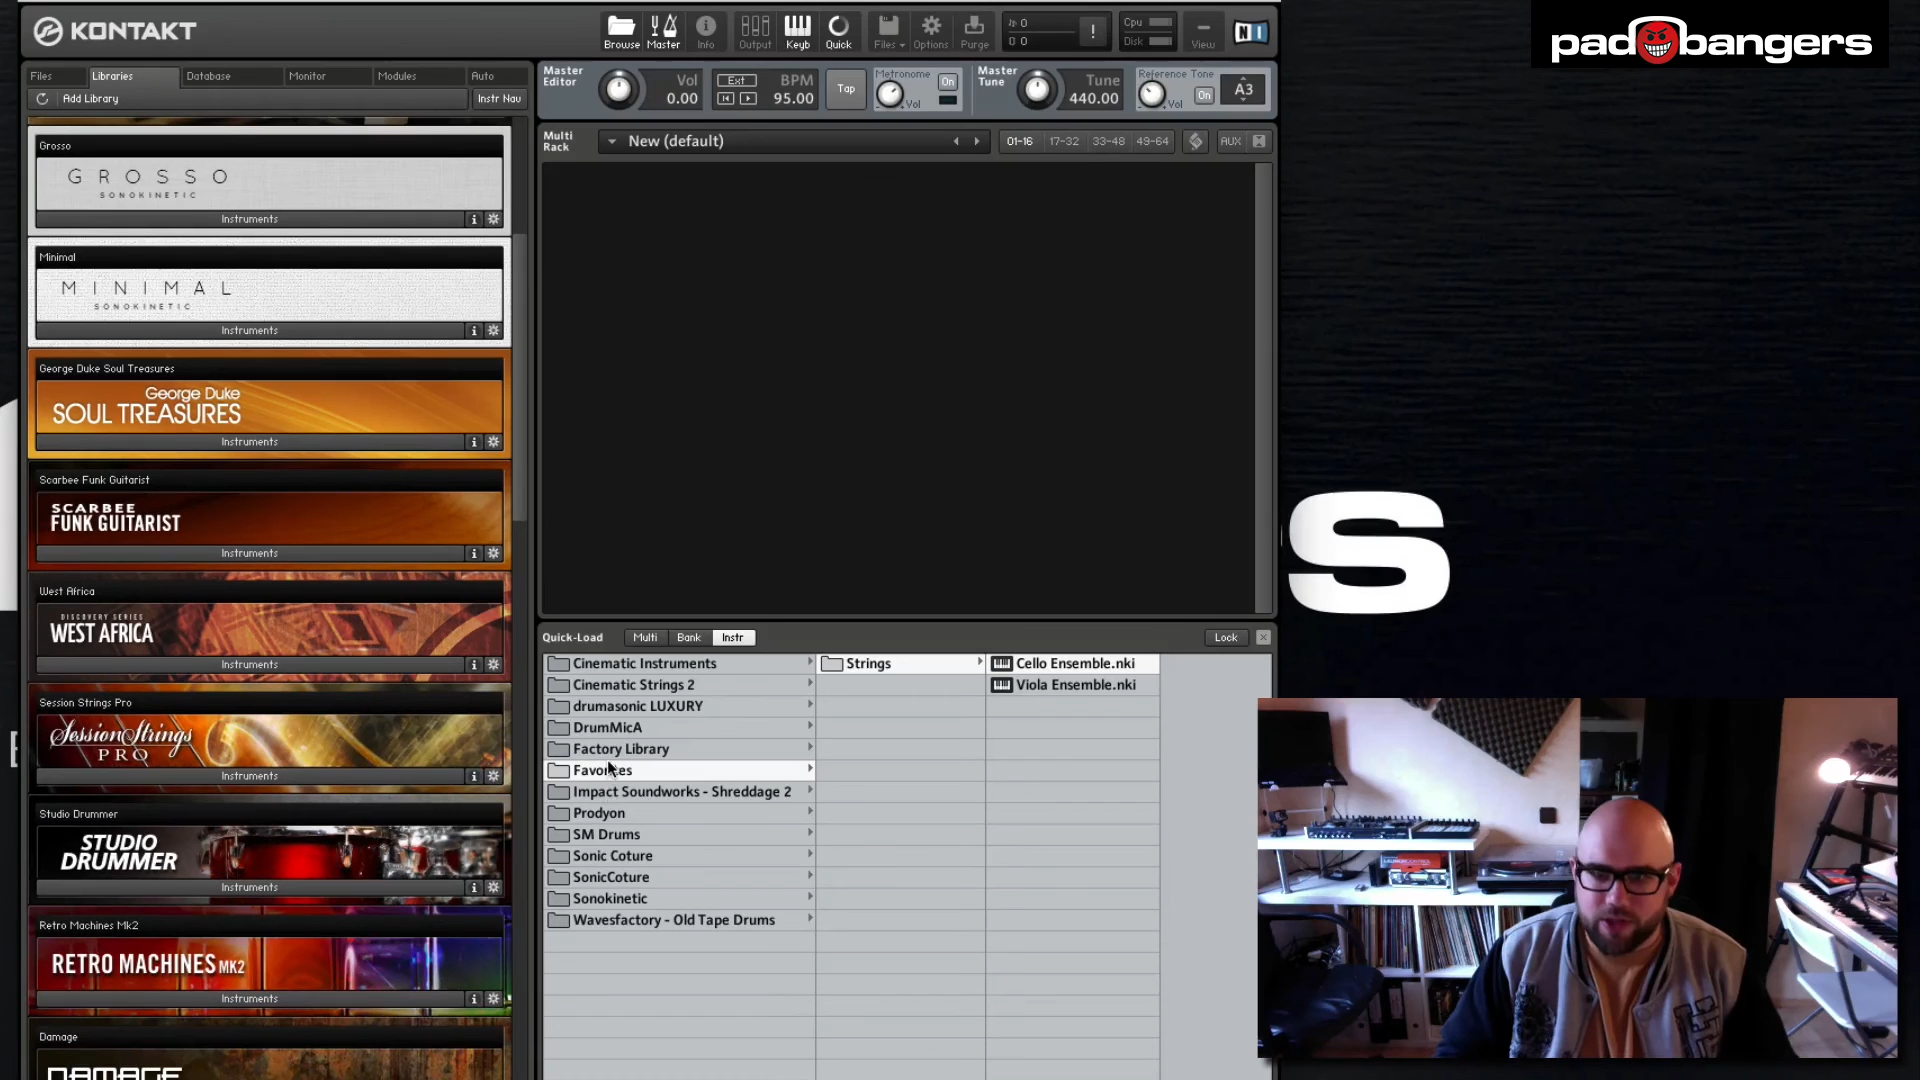 KONTAKT
Browse
Master
Info
Output
Keyb
Quick
Files
Options
Purge
0
0 0
!
Cpu
Disk
View
NI
pad bangers
Files
Libraries
Database
Monitor
Modules
Auto
Add Library
Instr Nav
Master
Editor
Vol
0.00
Ext
BPM
95.00
Tap
Metronome
On
Vol
Master
Tune
Tune
440.00
Reference Tone
Vol
On
A3
Multi
Rack
New (default)
01-16
17-32
33-48
49-64
AUX
Grosso
GROSSO
SONOKINETIC
Instruments
Minimal
MINIMAL
SONOKINETIC
Instruments
George Duke Soul Treasures
George Duke
SOUL TREASURES
Instruments
Scarbee Funk Guitarist
SCARBEE
FUNK GUITARIST
Instruments
West Africa
DISCOVERY SERIES
WEST AFRICA
Instruments
Session Strings Pro
Session Strings
PRO
Instruments
Studio Drummer
STUDIO
DRUMMER
Instruments
Retro Machines Mk2
RETRO MACHINES MK2
Instruments
Damage
DAMAGE
S
Quick-Load
Multi
Bank
Instr
Lock
Cinematic Instruments
Cinematic Strings 2
drumasonic LUXURY
DrumMicA
Factory Library
Favorites
Impact Soundworks - Shreddage 2
Prodyon
SM Drums
Sonic Coture
SonicCoture
Sonokinetic
Wavesfactory - Old Tape Drums
Strings
Cello Ensemble.nki
Viola Ensemble.nki